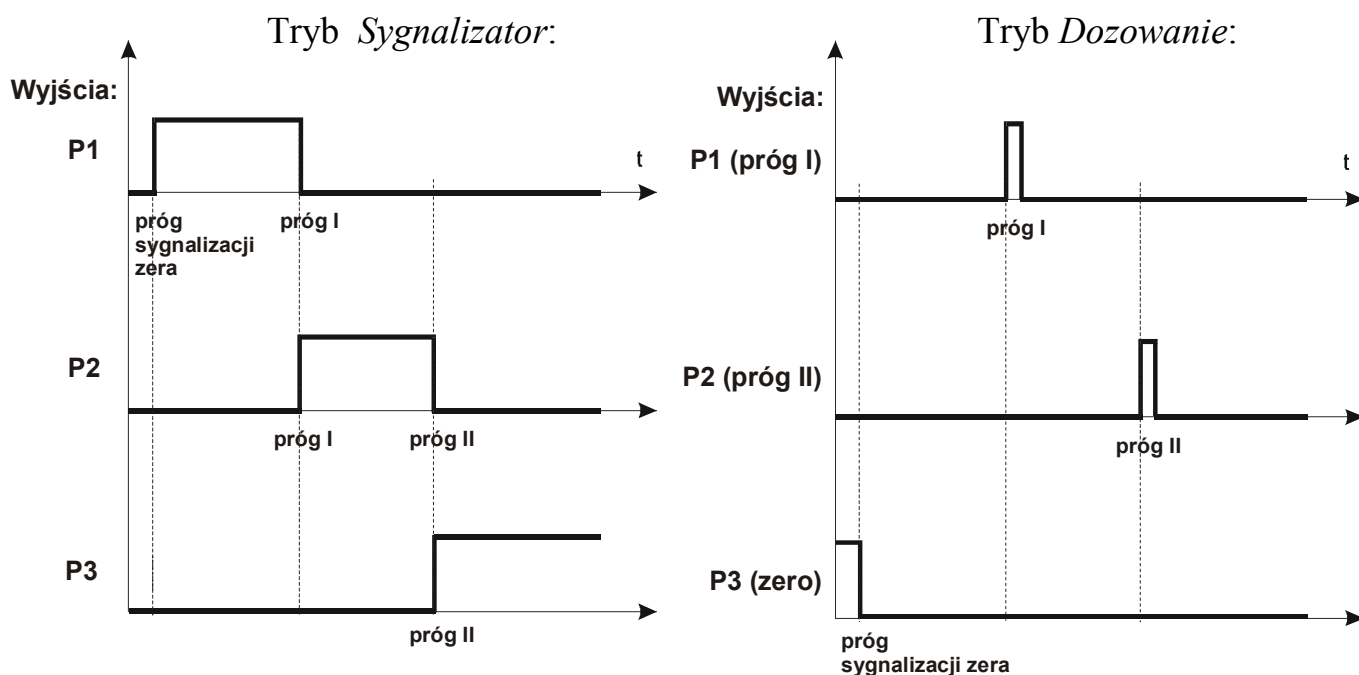 Tryb Sygnalizator:
Wyjścia:
P1
t
próg
sygnalizacji
zera
próg I
P2
próg I
próg II
P3
próg II
Tryb Dozowanie:
Wyjścia:
P1 (próg I)
t
próg I
P2 (próg II)
próg II
P3 (zero)
próg
sygnalizacji zera